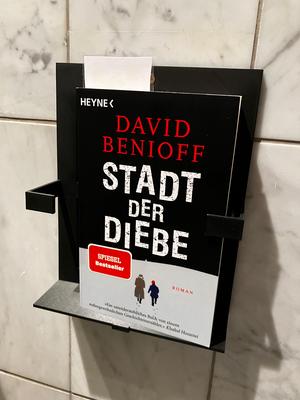 HEYNE<
DAVID
BENIOFF
STADT
DER
DIEBE
SPIEGEL
Bestseller
ROMAN
»Ein unwiderstehliches Buch von einem
außergewöhnlichen Geschichtenerzähler.« Khaled Hosseini